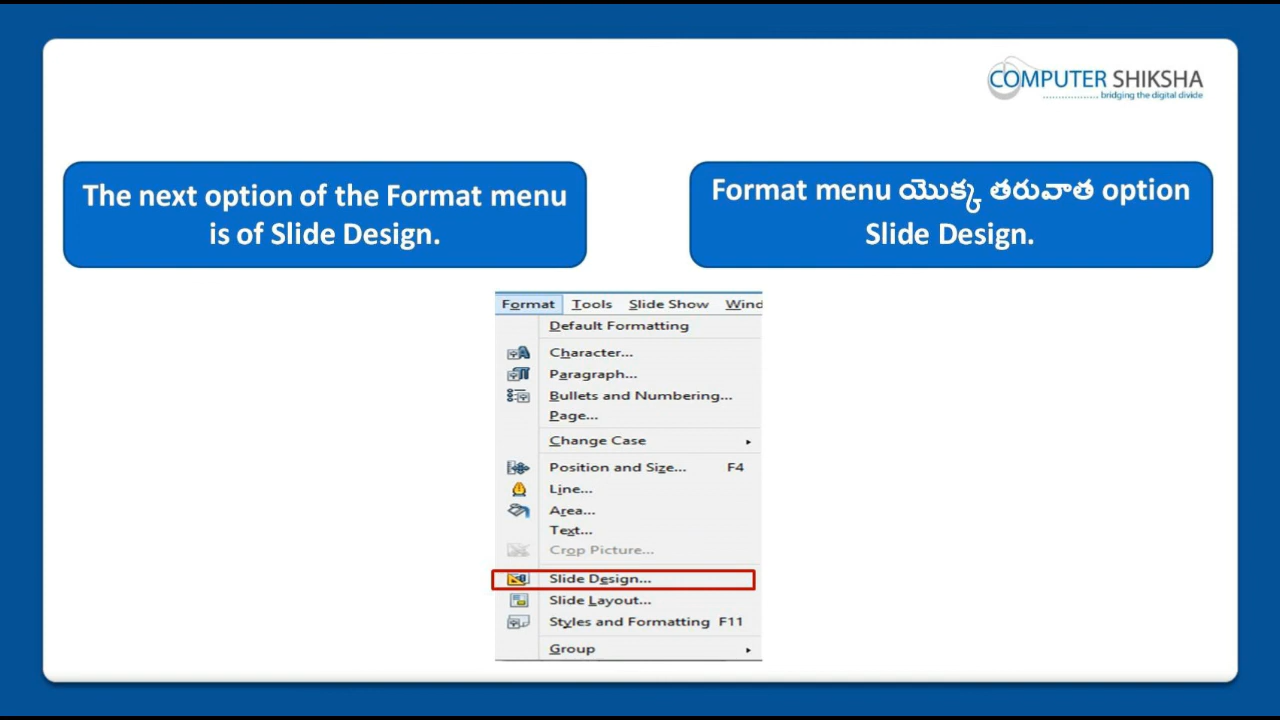 COMPUTER SHIKSHA
bridging the digital divide
The next option of the Format menu
is of Slide Design.
Format menu యొక్క తరువాత option
Slide Design.
Format Tools Slide Show Wind
Default Formatting
Character...
Paragraph...
Bullets and Numbering...
Page...
Change Case
Position and Size... F4
Line...
Area...
Text...
Crop Picture...
Slide Design...
Slide Layout...
Styles and Formatting F11
Group